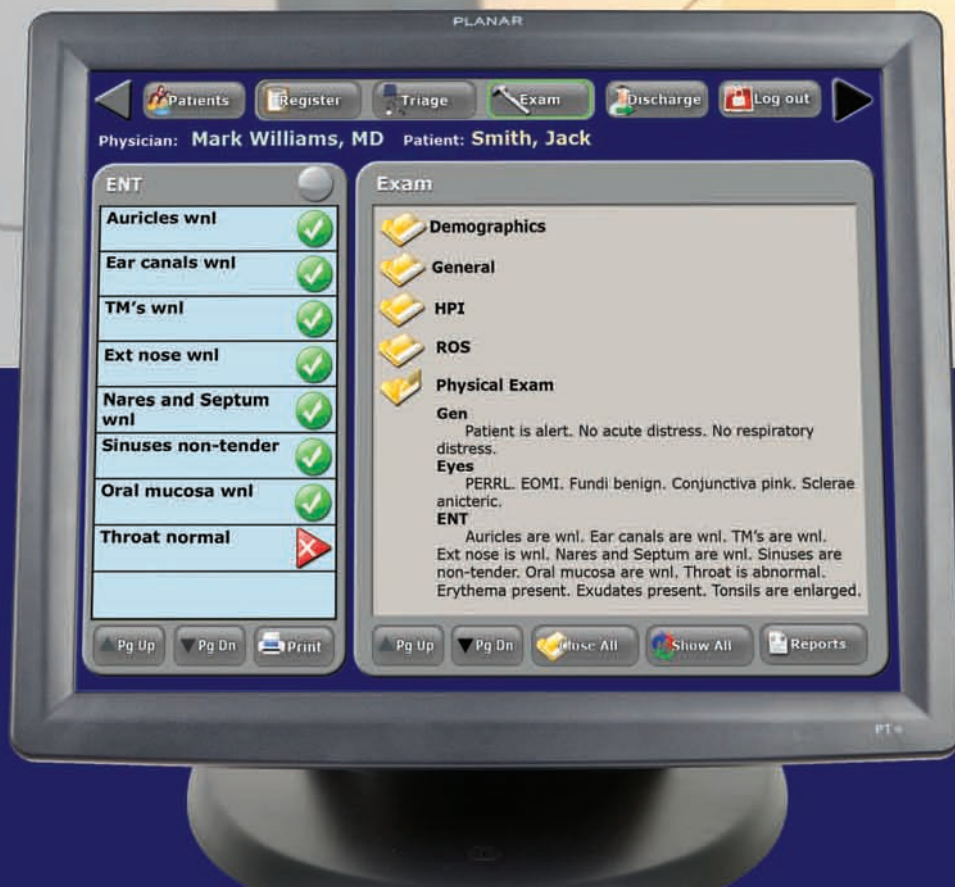 PLANAR
Patients Register Triage Exam Discharge Log out
Physician: Mark Williams, MD Patient: Smith, Jack
ENT
Auricles wnl
Ear canals wnl
TM's wnl
Ext nose wnl
Nares and Septum
wnl
Sinuses non-tender
Oral mucosa wnl
Throat normal
Pg Up Pg Dn Print
Exam
Demographics
General
HPI
ROS
Physical Exam
Gen
Patient is alert. No acute distress. No respiratory
distress.
Eyes
PERRL. EOMI. Fundi benign. Conjunctiva pink. Sclerae
anicteric.
ENT
Auricles are wnl. Ear canals are wnl. TM's are wnl.
Ext nose is wnl. Nares and Septum are wnl. Sinuses are
non-tender. Oral mucosa are wnl. Throat is abnormal.
Erythema present. Exudates present. Tonsils are enlarged.
Pg Up Pg Dn Close All Show All Reports